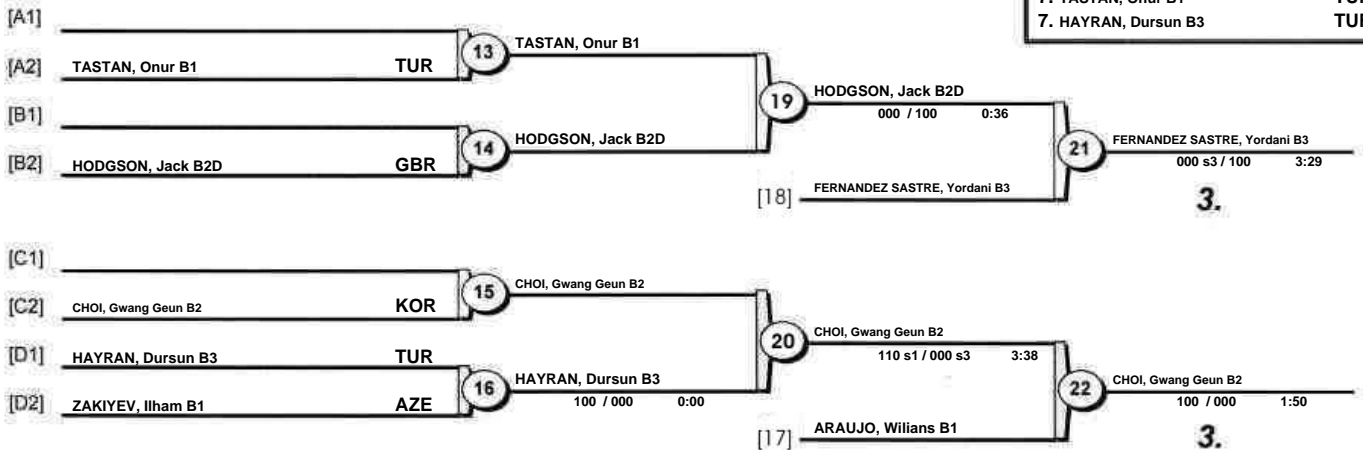 7. TASTAN, Onur B1
7. HAYRAN, Dursun B3 TUR
[A1]
13 TASTAN, Onur B1
[A2] TASTAN, Onur B1 TUR
19 HODGSON, Jack B2D
000 / 100 0:36
[B1]
14 HODGSON, Jack B2D
[B2] HODGSON, Jack B2D GBR
21 FERNANDEZ SASTRE, Yordani B3
000 s3 / 100 3:29
[18] FERNANDEZ SASTRE, Yordani B3
3.
[C1]
15 CHOI, Gwang Geun B2
[C2] CHOI, Gwang Geun B2 KOR
20 CHOI, Gwang Geun B2
110 s1 / 000 s3 3:38
[D1] HAYRAN, Dursun B3 TUR
16 HAYRAN, Dursun B3
100 / 000 0:00
[D2] ZAKIYEV, Ilham B1 AZE
22 CHOI, Gwang Geun B2
100 / 000 1:50
[17] ARAUJO, Wilians B1
3.